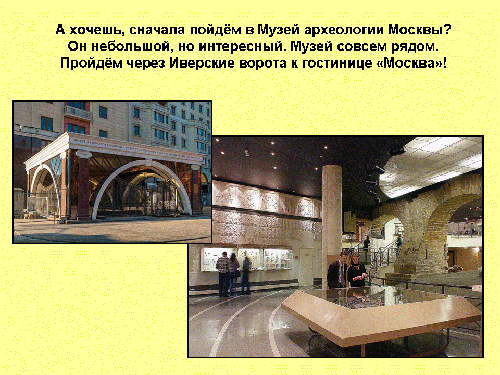 А хочешь, сначала пойдём в Музей археологии Москвы?
Он небольшой, но интересный. Музей совсем рядом.
Пройдём через Иверские ворота к гостинице «Москва»!